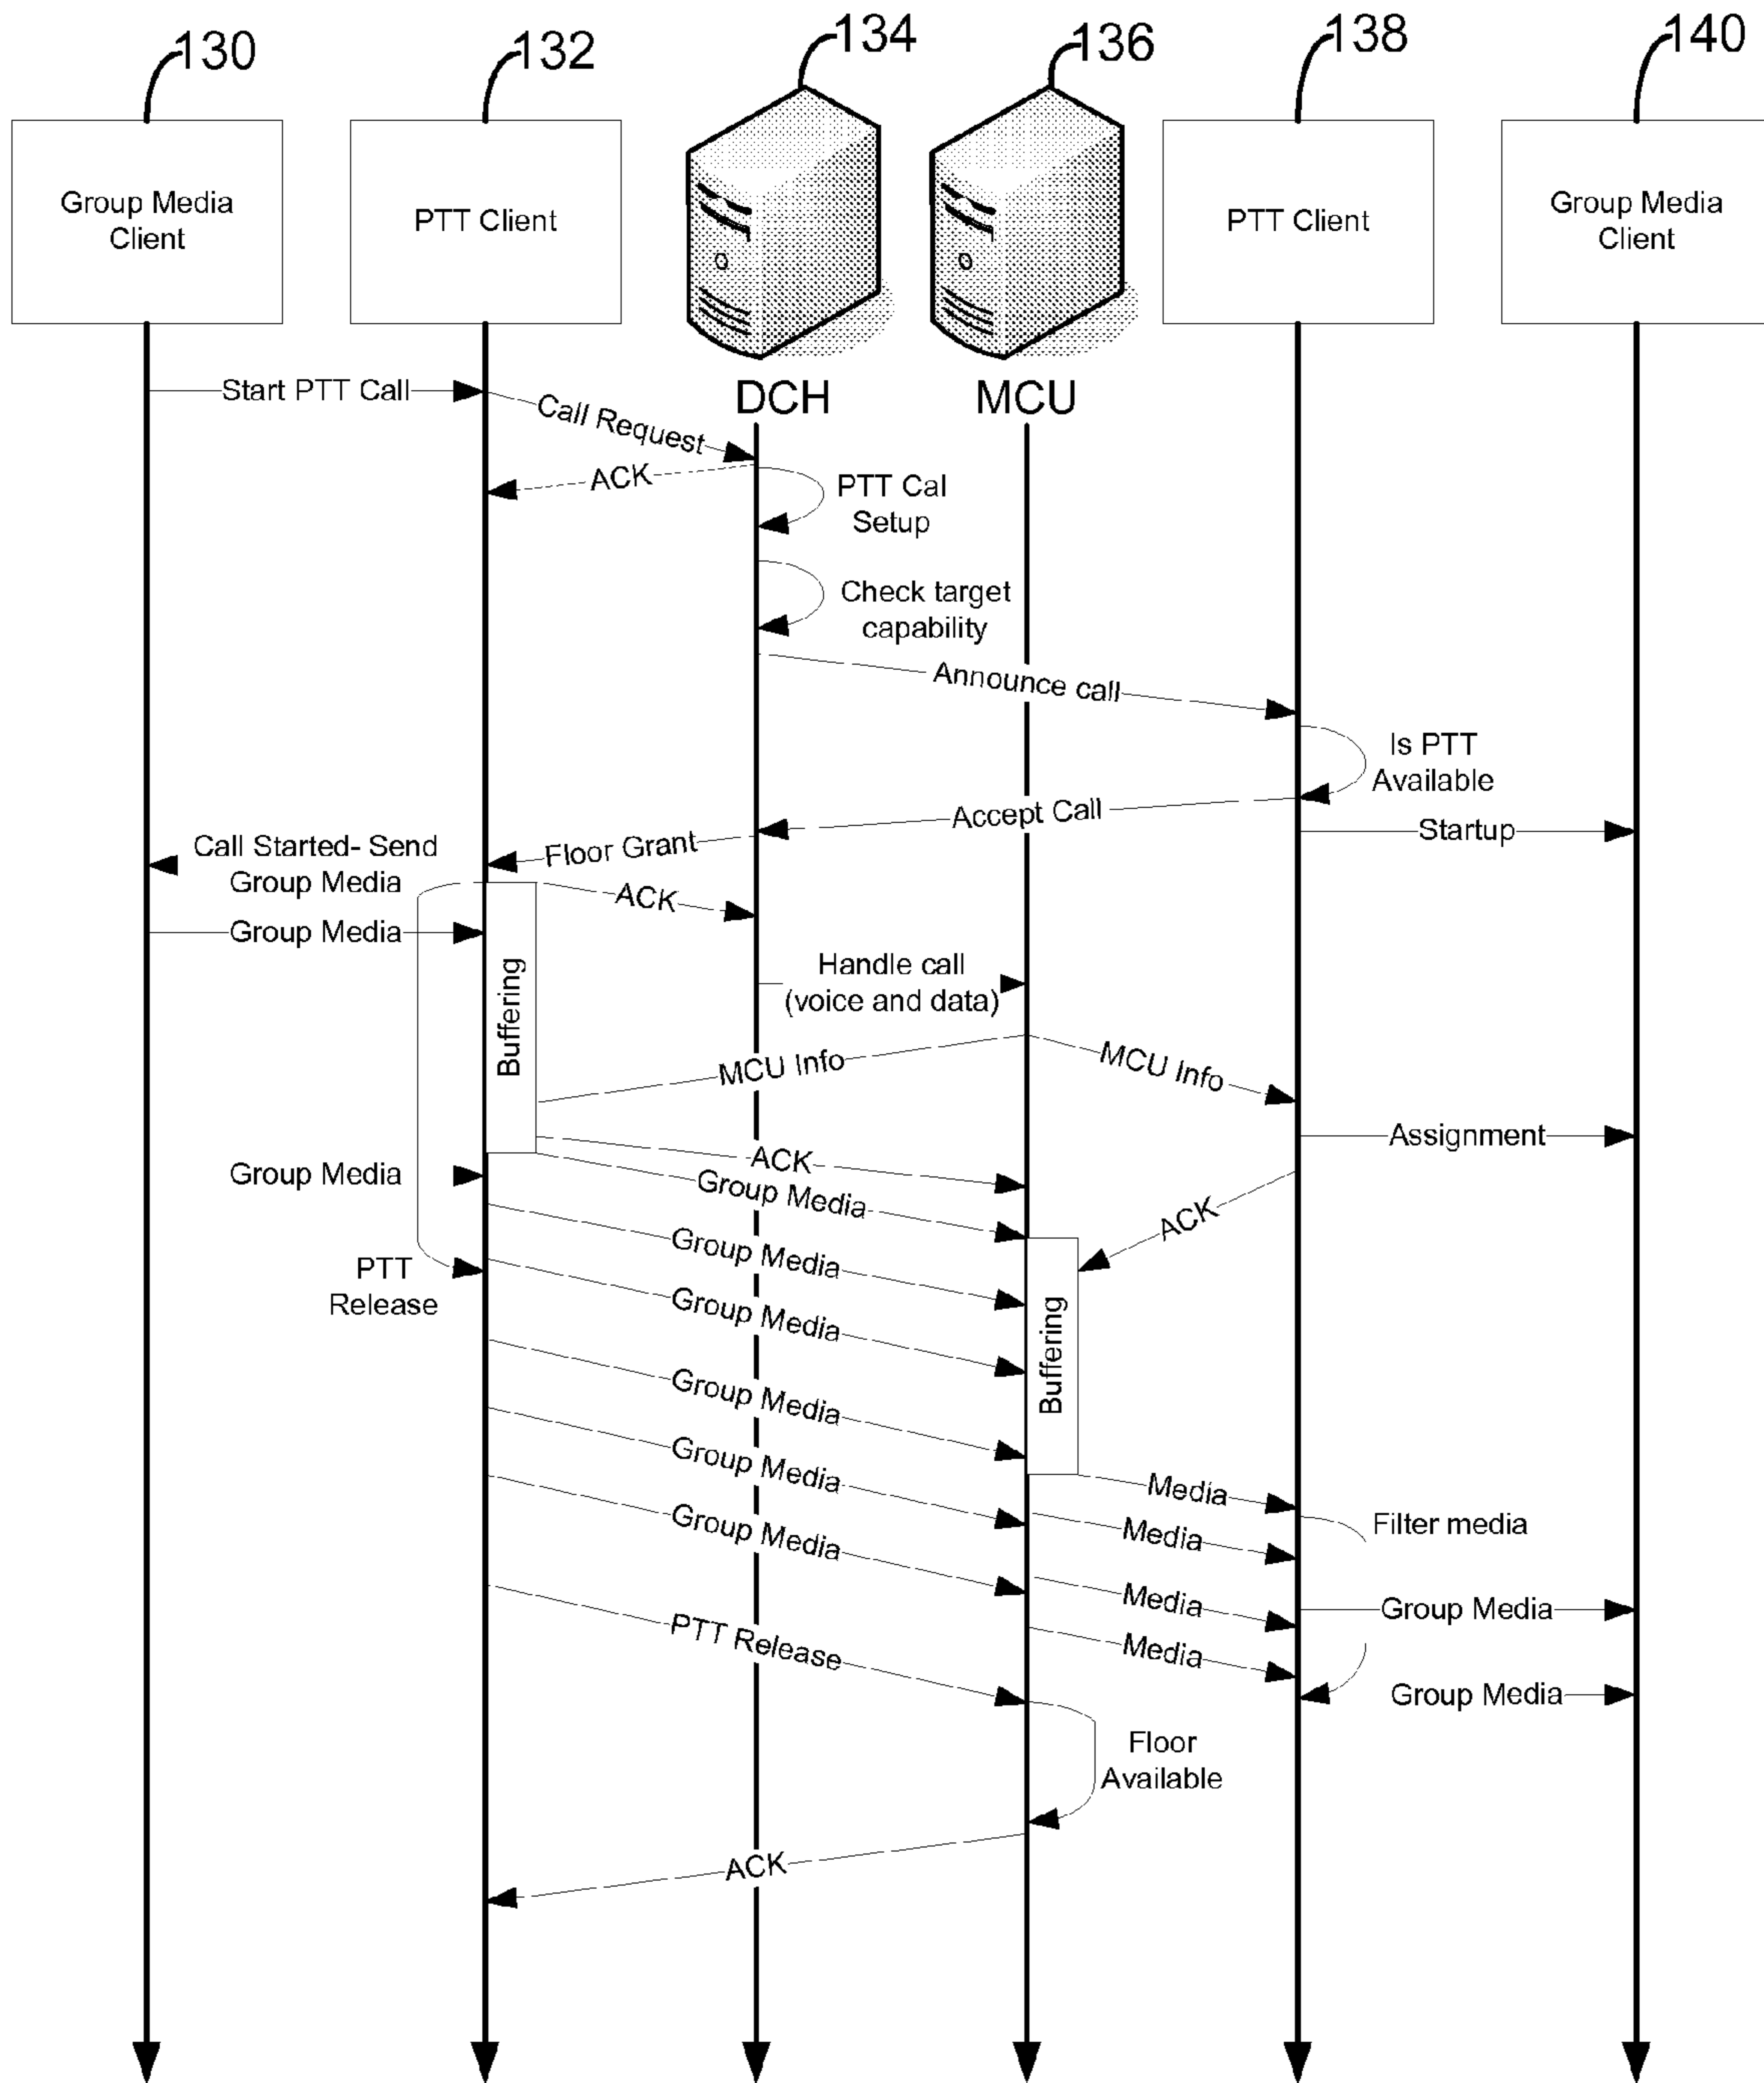 130
132
134
136
138
140
Group Media
Client
PTT Client
PTT Client
Group Media
Client
DCH
MCU
Start PTT Call
Call Request
ACK
PTT Cal
Setup
Check target
capability
Announce call
Is PTT
Available
Accept Call
Startup
Floor Grant
Call Started- Send
Group Media
ACK
Group Media
Handle call
(voice and data)
Buffering
MCU Info
MCU Info
Assignment
ACK
Group Media
Group Media
ACK
Group Media
PTT
Release
Group Media
Buffering
Group Media
Group Media
Media
Filter media
Group Media
Media
Media
Group Media
PTT Release
Media
Group Media
Floor
Available
ACK